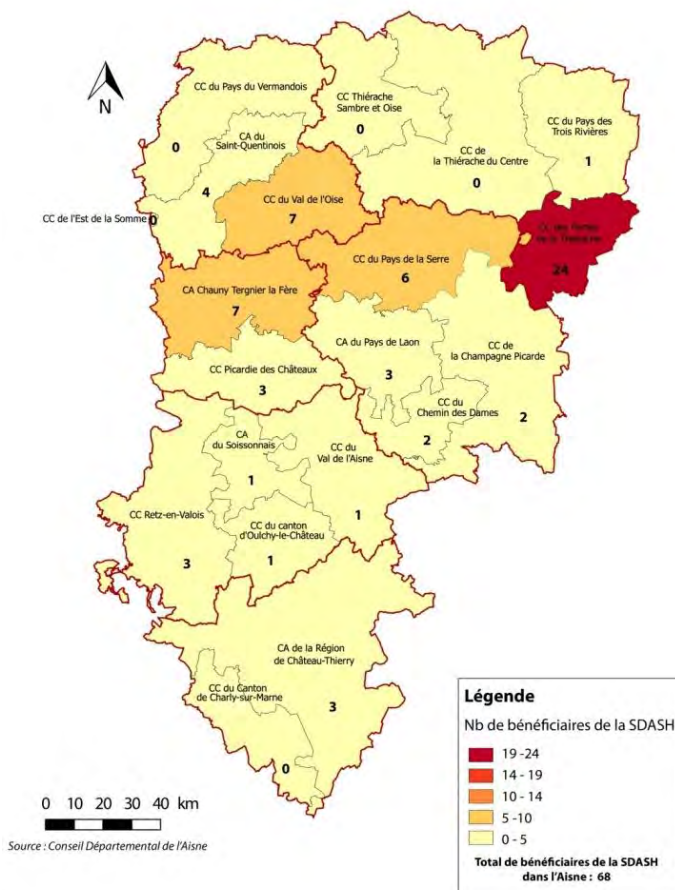 N
CC du Pays du Vermandois
0
CA du
Saint-Quentinois
4
CC Thiérache
Sambre et Oise
0
CC de
la Thiérache du Centre
0
CC du Pays des
Trois Rivières
1
CC de l'Est de la Somme
0
CC du Val de l'Oise
7
CC des Portes
de la Thiérache
24
CC du Pays de la Serre
6
CA Chauny Tergnier la Fère
7
CA du Pays de Laon
3
CC de
la Champagne Picarde
2
CC Picardie des Châteaux
3
CC du
Chemin des Dames
2
CA
du Soissonnais
1
CC du
Val de l'Aisne
1
CC Retz-en-Valois
3
CC du canton
d'Oulchy-le-Château
1
CA de la Région
de Château-Thierry
3
CC du Canton
de Charly-sur-Marne
0
0 10 20 30 40 km
Source : Conseil Départemental de l'Aisne
Légende
Nb de bénéficiaires de la SDASH
19 -24
14 - 19
10 - 14
5 -10
0 - 5
Total de bénéficiaires de la SDASH
dans l'Aisne : 68